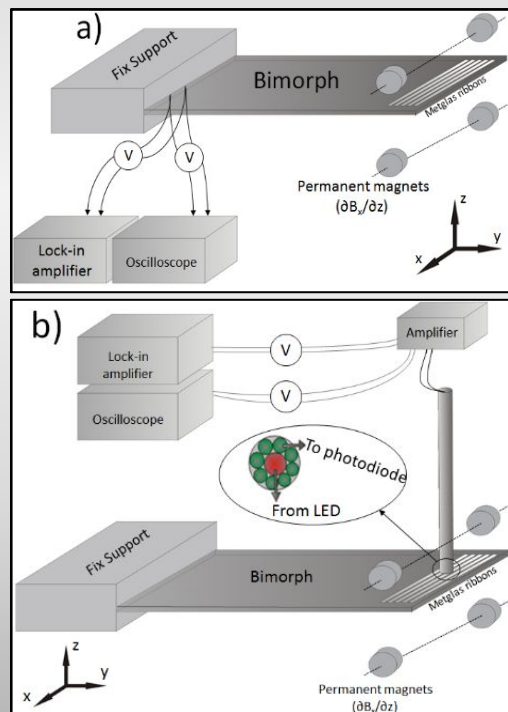 a)
Fix Support
Bimorph
Metglas ribbons
V
V
Permanent magnets
(∂Bₓ/∂z)
Lock-in
amplifier
Oscilloscope
z
y
x
b)
Amplifier
Lock-in
amplifier
V
Oscilloscope
V
To photodiode
From LED
Fix Support
Bimorph
Metglas ribbons
z
y
x
Permanent magnets
(∂Bₓ/∂z)